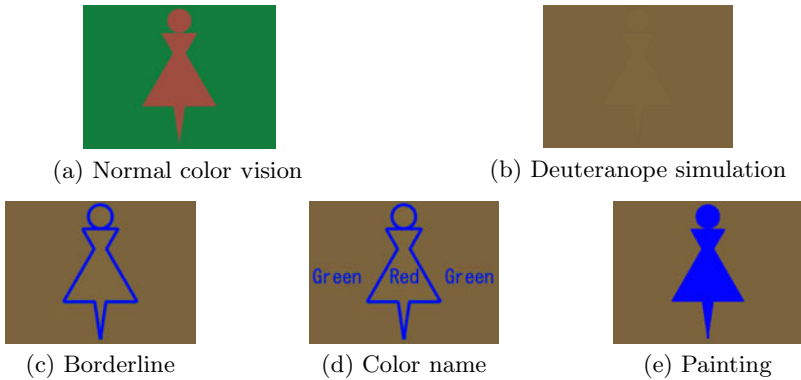 (a) Normal color vision
(b) Deuteranope simulation
Green Red Green
(c) Borderline
(d) Color name
(e) Painting